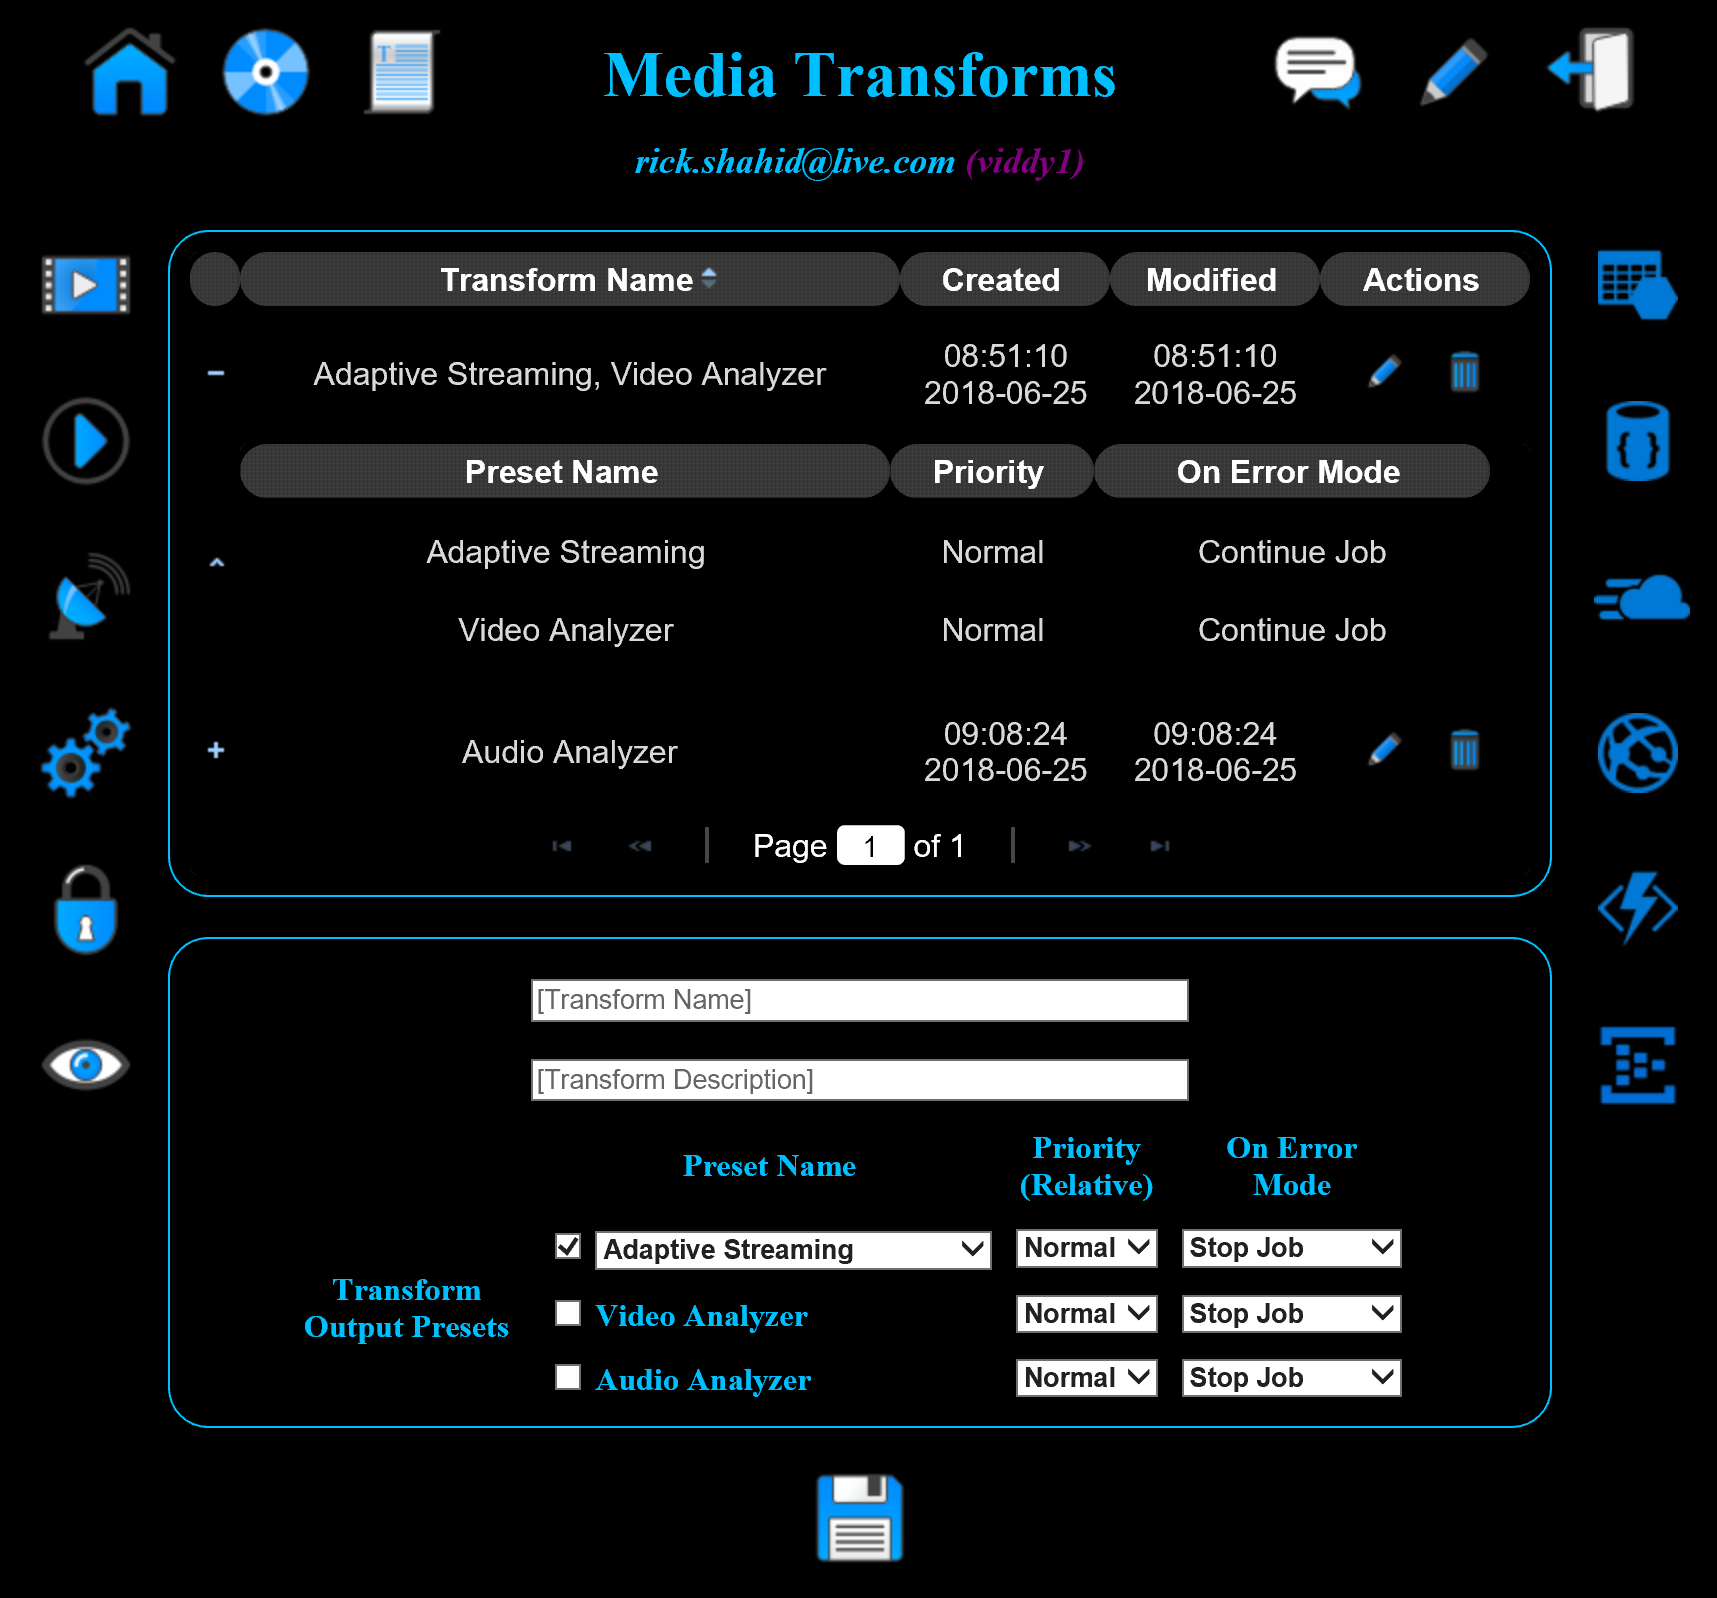 Media Transforms
rick.shahid@live.com (viddy1)
Transform Name Created Modified Actions
Adaptive Streaming, Video Analyzer 08:51:10 08:51:10
2018-06-25 2018-06-25
Preset Name Priority On Error Mode
Adaptive Streaming Normal Continue Job
Video Analyzer Normal Continue Job
Audio Analyzer 09:08:24 09:08:24
2018-06-25 2018-06-25
Page 1 of 1
[Transform Name]
[Transform Description]
Preset Name Priority (Relative) On Error Mode
Transform Output Presets
Adaptive Streaming Normal Stop Job
Video Analyzer Normal Stop Job
Audio Analyzer Normal Stop Job